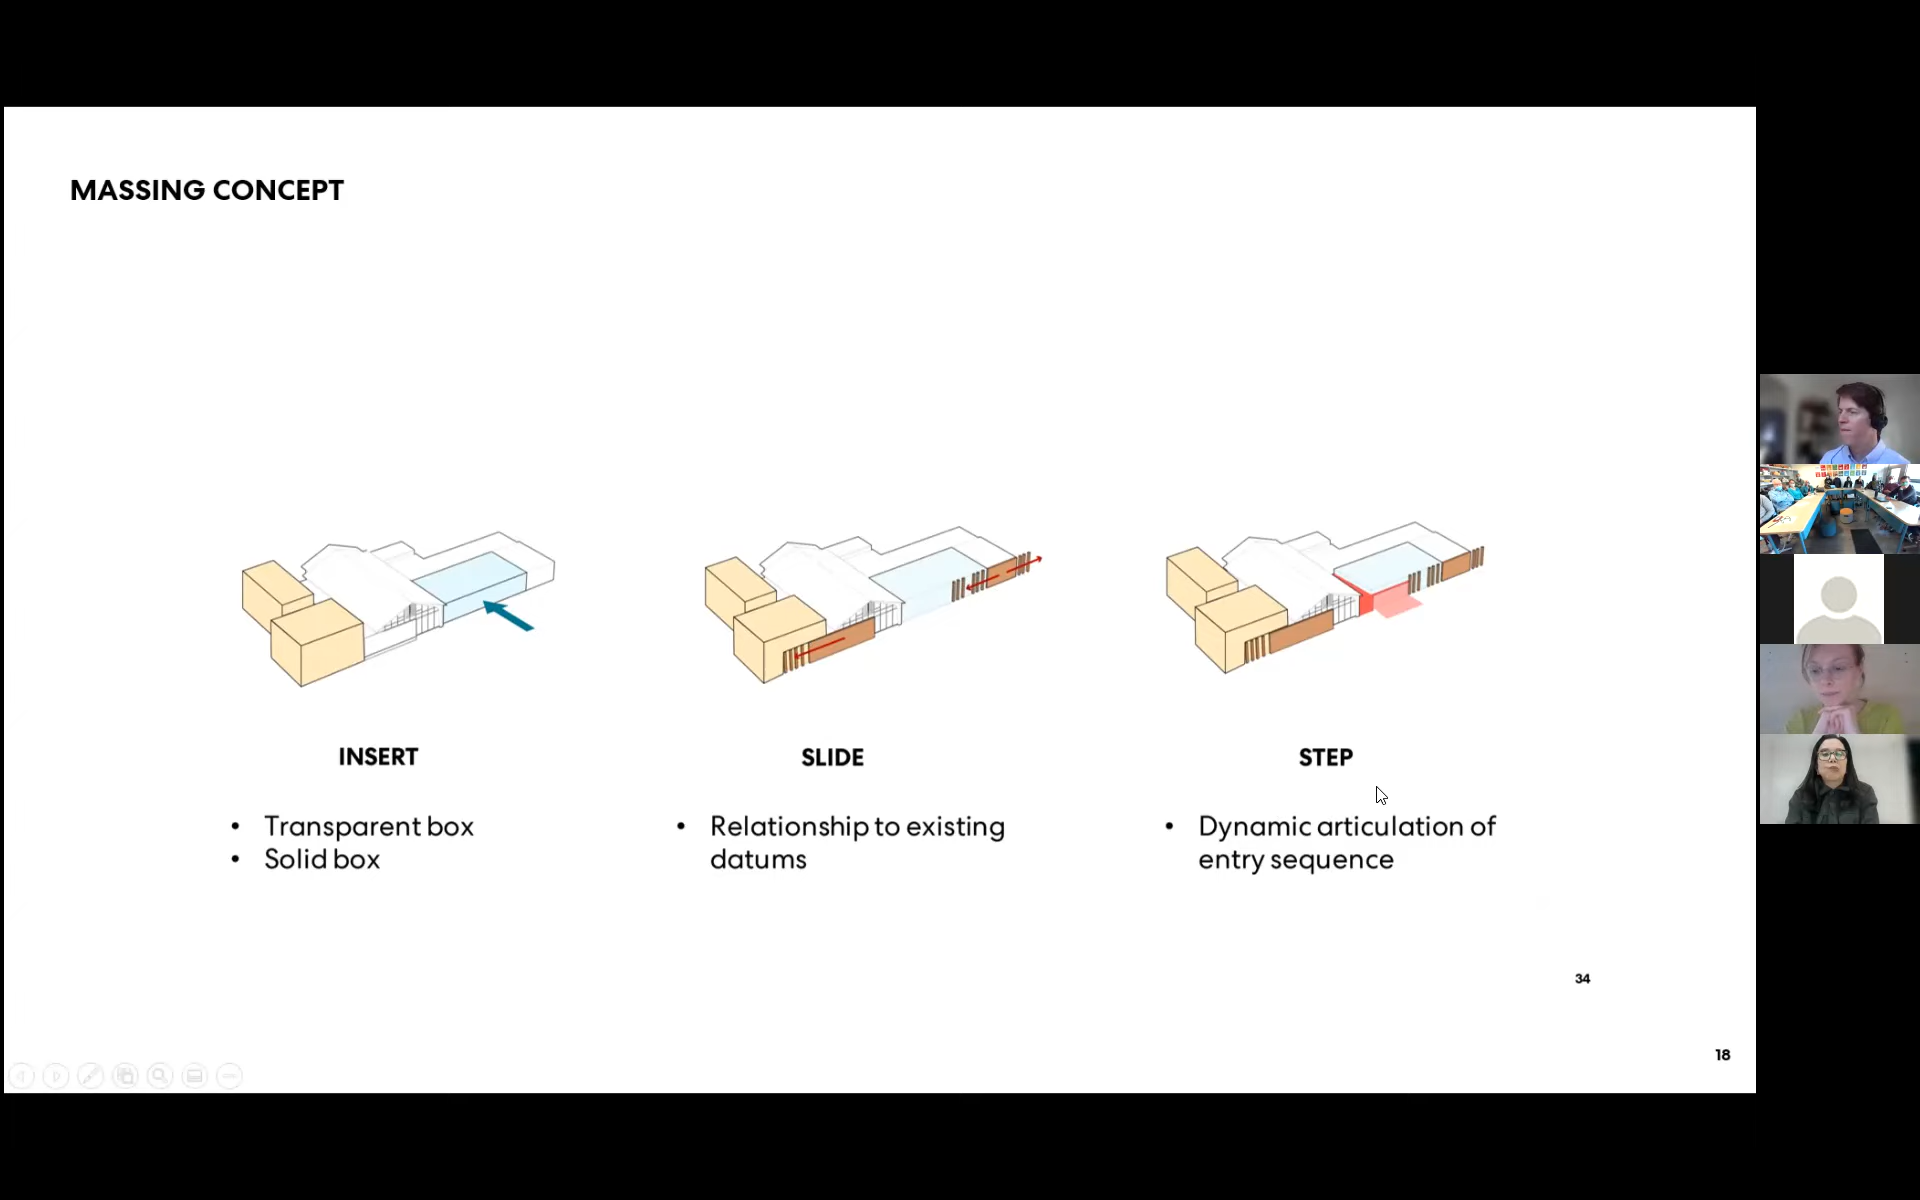 MASSING CONCEPT
INSERT
• Transparent box
• Solid box
SLIDE
• Relationship to existing
datums
STEP
• Dynamic articulation of
entry sequence
34
18